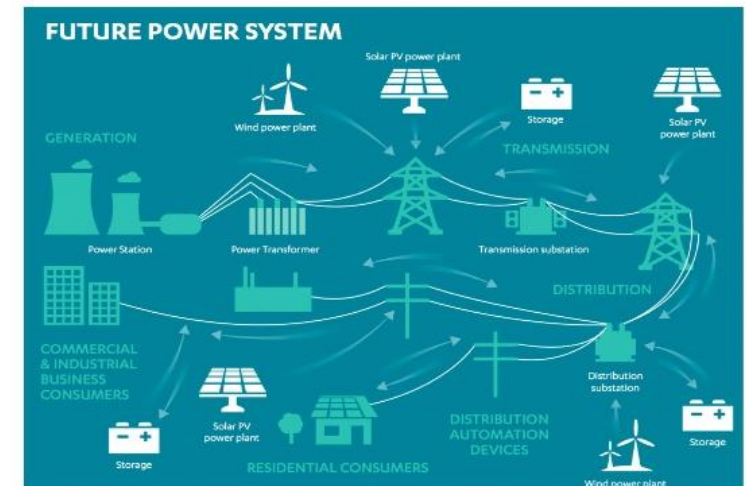 FUTURE POWER SYSTEM
Solar PV power plant
Wind power plant
Storage
Solar PV
power plant
GENERATION
TRANSMISSION
Power Station
Power Transformer
Transmission substation
DISTRIBUTION
COMMERCIAL
& INDUSTRIAL
BUSINESS
CONSUMERS
Distribution
substation
Solar PV
power plant
DISTRIBUTION
AUTOMATION
DEVICES
Storage
Storage
RESIDENTIAL CONSUMERS
Wind power plant